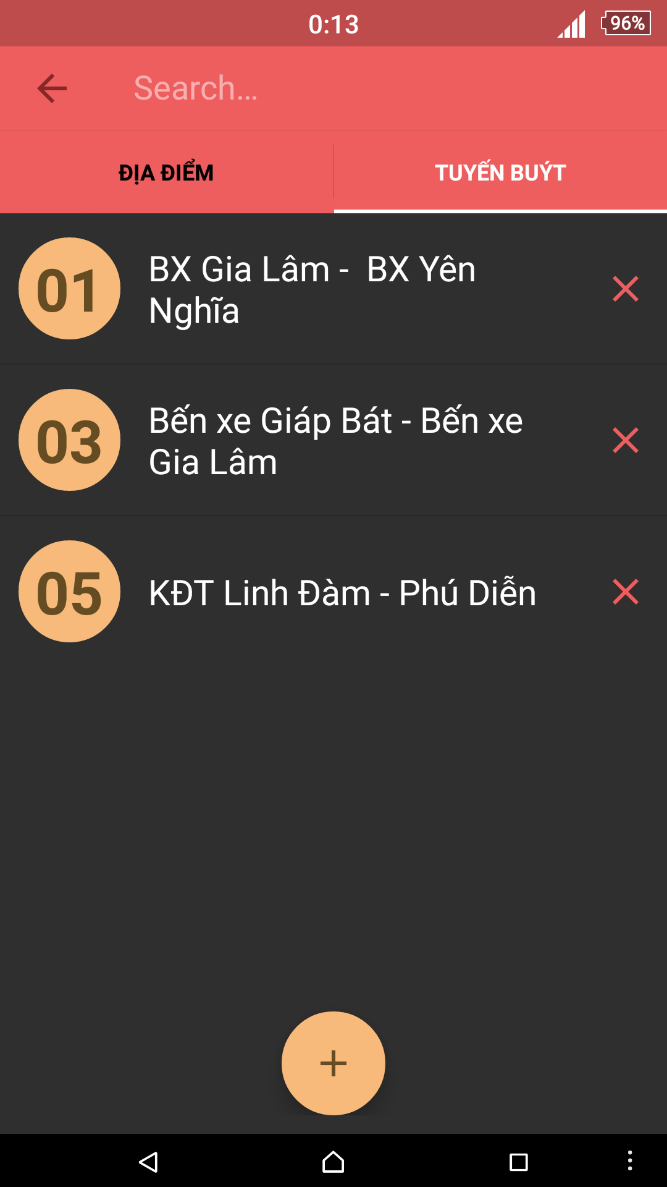 0:13
96%
Search…
ĐỊA ĐIỂM
TUYẾN BUÝT
01
BX Gia Lâm -  BX Yên
Nghĩa
03
Bến xe Giáp Bát - Bến xe
Gia Lâm
05
KĐT Linh Đàm - Phú Diễn